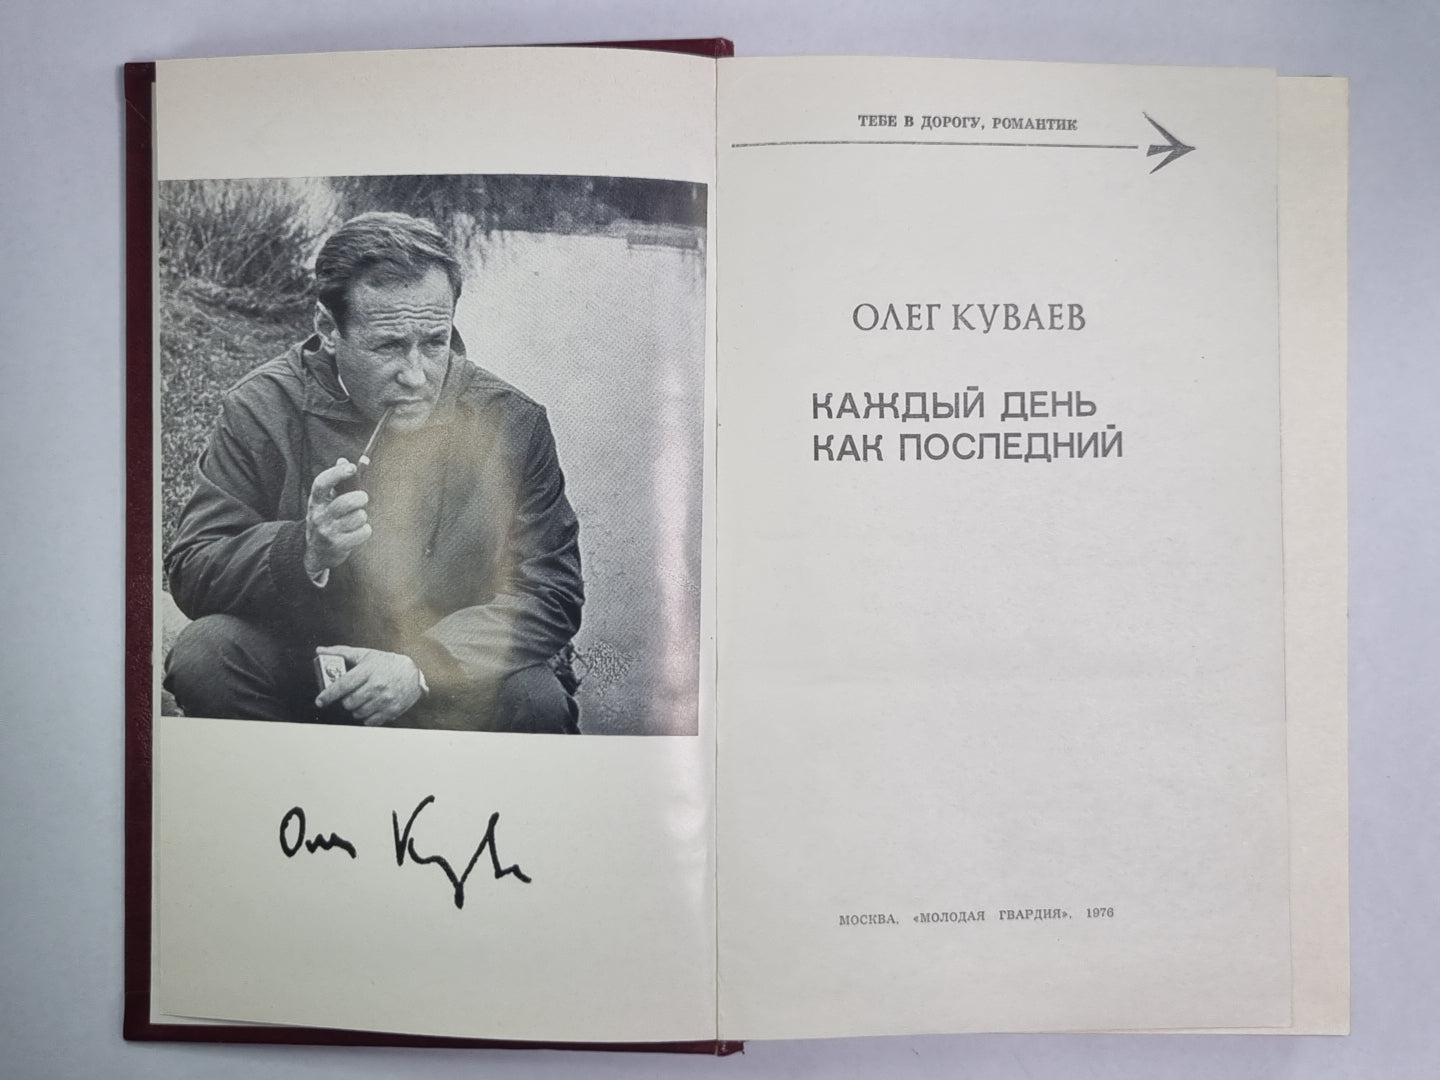 ТЕБЕ В ДОРОГУ, РОМАНТИК
ОЛЕГ КУВАЕВ
КАЖДЫЙ ДЕНЬ
КАК ПОСЛЕДНИЙ
МОСКВА, «МОЛОДАЯ ГВАРДИЯ», 1976